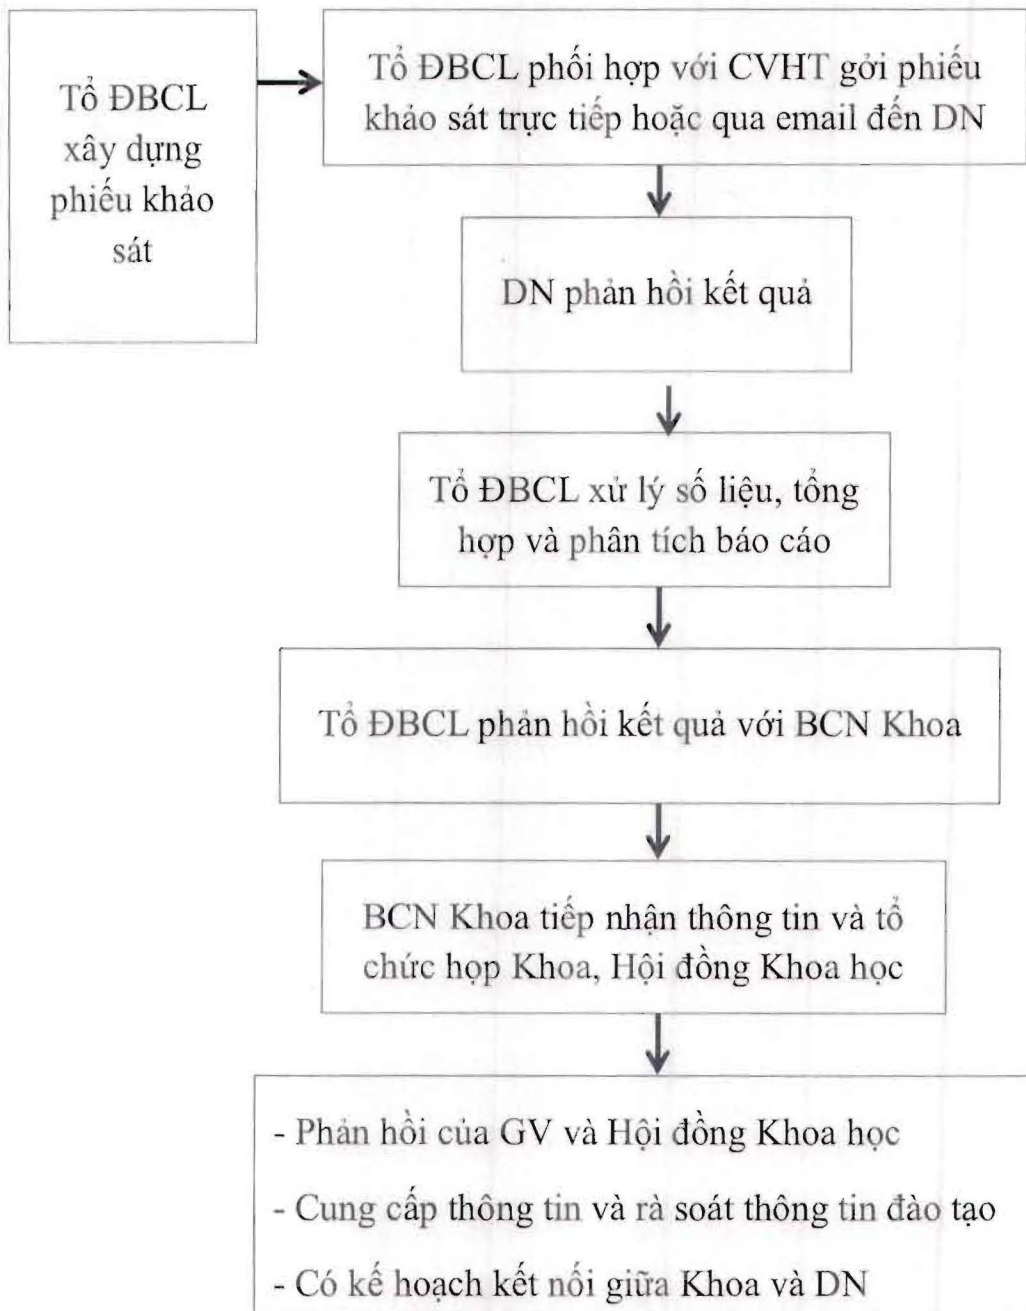 Tổ ĐBCL
xây dựng
phiếu khảo
sát
Tổ ĐBCL phối hợp với CVHT gởi phiếu
khảo sát trực tiếp hoặc qua email đến DN
DN phản hồi kết quả
Tổ ĐBCL xử lý số liệu, tổng
hợp và phân tích báo cáo
Tổ ĐBCL phản hồi kết quả với BCN Khoa
BCN Khoa tiếp nhận thông tin và tổ
chức họp Khoa, Hội đồng Khoa học
- Phản hồi của GV và Hội đồng Khoa học
- Cung cấp thông tin và rà soát thông tin đào tạo
- Có kế hoạch kết nối giữa Khoa và DN